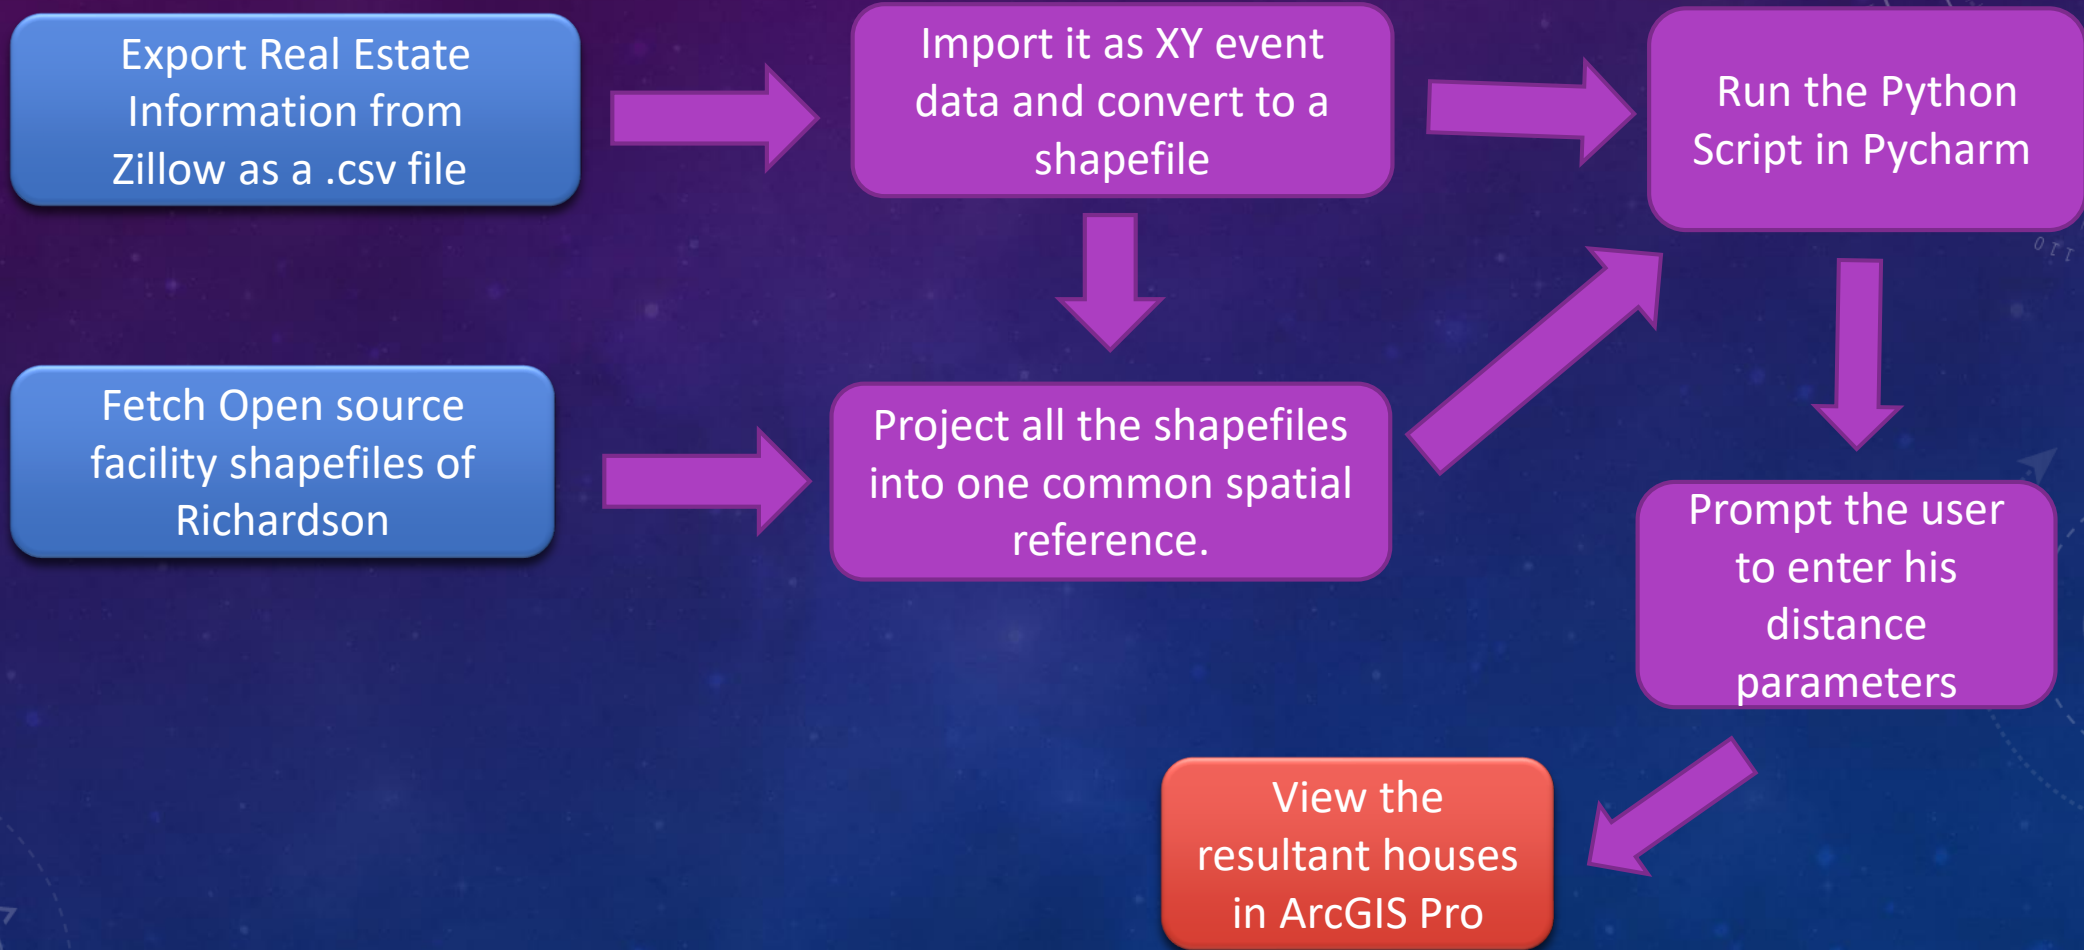 Export Real Estate
Information from
Zillow as a .csv file
Import it as XY event
data and convert to a
shapefile
Run the Python
Script in Pycharm
110
Fetch Open source
facility shapefiles of
Richardson
Project all the shapefiles
into one common spatial
reference.
Prompt the user
to enter his
distance
parameters
View the
resultant houses
in ArcGIS Pro